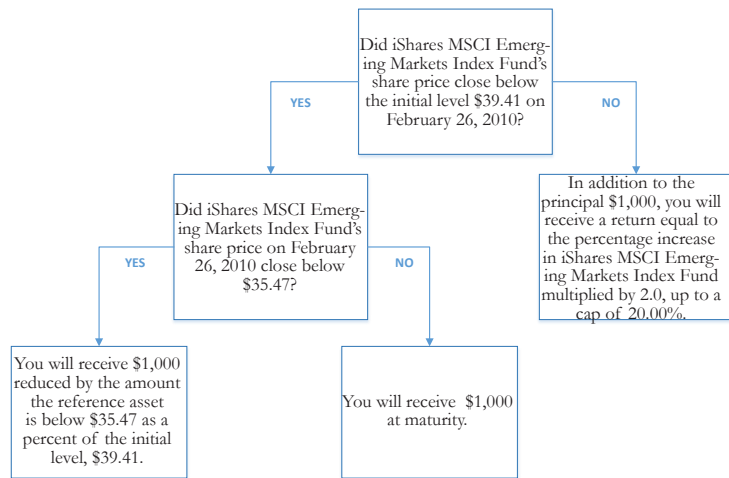 Did iShares MSCI Emerg-
ing Markets Index Fund's
share price close below
the initial level $39.41 on
February 26, 2010?
YES
NO
Did iShares MSCI Emerg-
ing Markets Index Fund's
share price on February
26, 2010 close below
$35.47?
In addition to the
principal $1,000, you will
receive a return equal to
the percentage increase
in iShares MSCI Emerg-
ing Markets Index Fund
multiplied by 2.0, up to a
cap of 20.00%.
YES
NO
You will receive $1,000
reduced by the amount
the reference asset
is below $35.47 as a
percent of the initial
level, $39.41.
You will receive $1,000
at maturity.